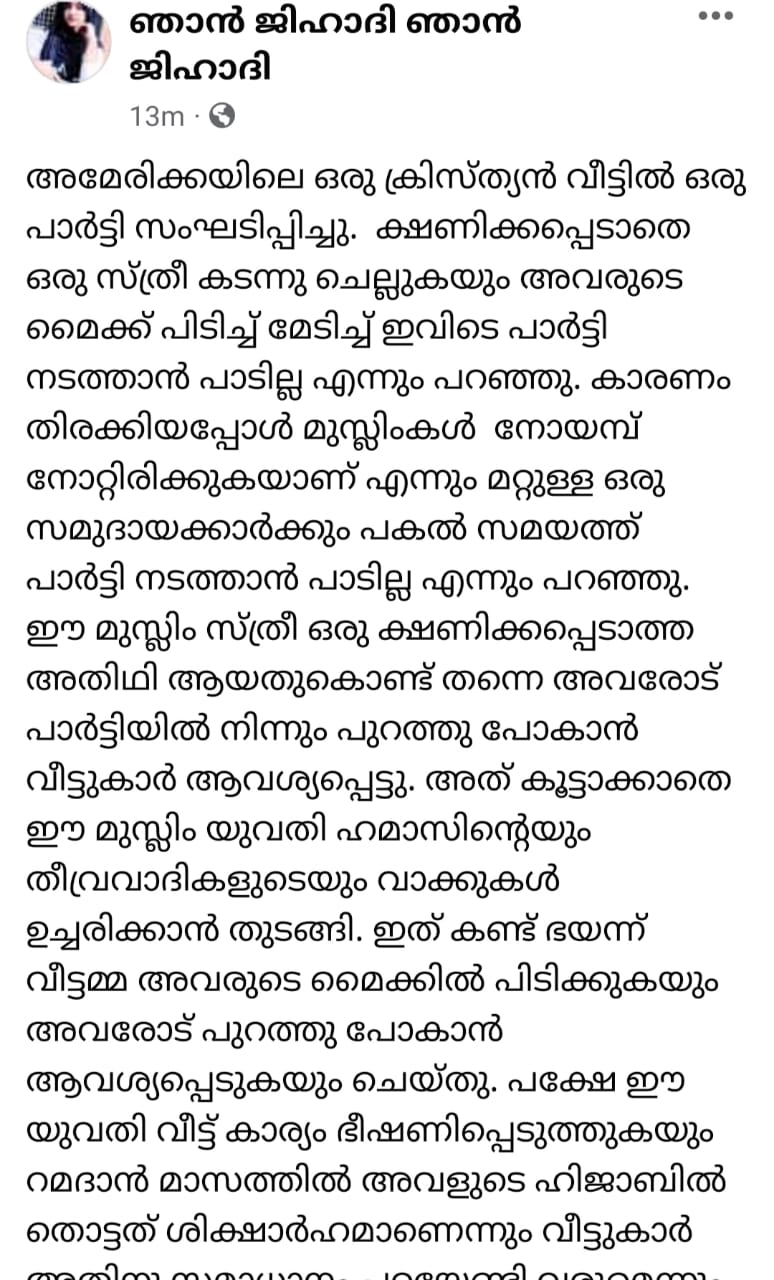 ഞാൻ ജിഹാദി ഞാൻ
ജിഹാദി
13m ·
അമേരിക്കയിലെ ഒരു ക്രിസ്ത്യൻ വീട്ടിൽ ഒരു
പാർട്ടി സംഘടിപ്പിച്ചു.  ക്ഷണിക്കപ്പെടാതെ
ഒരു സ്ത്രീ കടന്നു ചെല്ലുകയും അവരുടെ
മൈക്ക് പിടിച്ച് മേടിച്ച് ഇവിടെ പാർട്ടി
നടത്താൻ പാടില്ല എന്നും പറഞ്ഞു. കാരണം
തിരക്കിയപ്പോൾ മുസ്ലിംകൾ  നോയമ്പ്
നോറ്റിരിക്കുകയാണ് എന്നും മറ്റുള്ള ഒരു
സമുദായക്കാർക്കും പകൽ സമയത്ത്
പാർട്ടി നടത്താൻ പാടില്ല എന്നും പറഞ്ഞു.
ഈ മുസ്ലിം സ്ത്രീ ഒരു ക്ഷണിക്കപ്പെടാത്ത
അതിഥി ആയതുകൊണ്ട് തന്നെ അവരോട്
പാർട്ടിയിൽ നിന്നും പുറത്തു പോകാൻ
വീട്ടുകാർ ആവശ്യപ്പെട്ടു. അത് കൂട്ടാക്കാതെ
ഈ മുസ്ലിം യുവതി ഹമാസിന്റെയും
തീവ്രവാദികളുടെയും വാക്കുകൾ
ഉച്ചരിക്കാൻ തുടങ്ങി. ഇത് കണ്ട് ഭയന്ന്
വീട്ടമ്മ അവരുടെ മൈക്കിൽ പിടിക്കുകയും
അവരോട് പുറത്തു പോകാൻ
ആവശ്യപ്പെടുകയും ചെയ്തു. പക്ഷേ ഈ
യുവതി വീട്ട് കാര്യം ഭീഷണിപ്പെടുത്തുകയും
റമദാൻ മാസത്തിൽ അവളുടെ ഹിജാബിൽ
തൊട്ടത് ശിക്ഷാർഹമാണെന്നും വീട്ടുകാർ